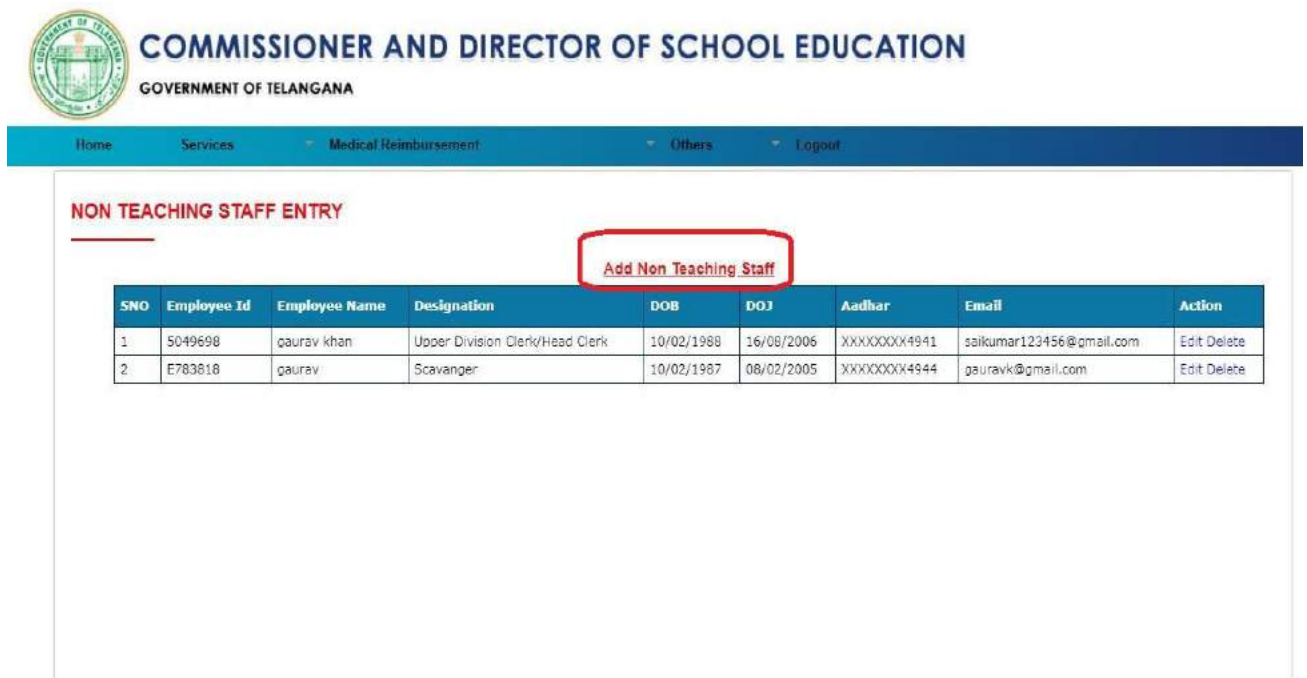 COMMISSIONER AND DIRECTOR OF SCHOOL EDUCATION
GOVERNMENT OF TELANGANA
Home Services Medical Reimbursement Others Logout
NON TEACHING STAFF ENTRY
Add Non Teaching Staff
SNO Employee Id Employee Name Designation DOB DOJ Aadhar Email Action
1 5049698 gaurav khan Upper Division Clerk/Head Clerk 10/02/1988 16/08/2006 XXXXXXXX4941 saikumar123456@gmail.com Edit Delete
2 E783818 gaurav Scavanger 10/02/1987 08/02/2005 XXXXXXXX4944 gauravk@gmail.com Edit Delete